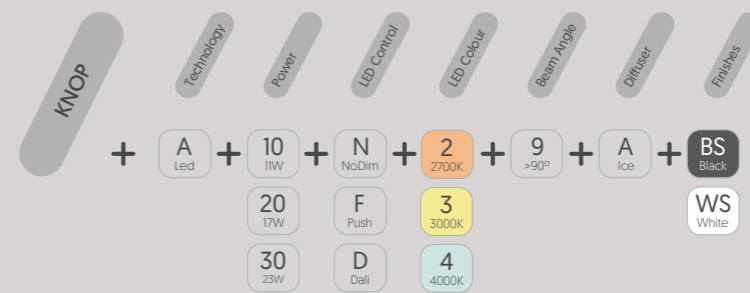 KNOP
Technology
Power
LED Control
LED Colour
Beam Angle
Diffuser
Finishes
+ A + 10 + N + 2 + 9 + A + BS
Led 11W NoDim 2700K >90º Ice Black
20 F 3 WS
17W Push 3000K White
30 D 4
23W Dali 4000K